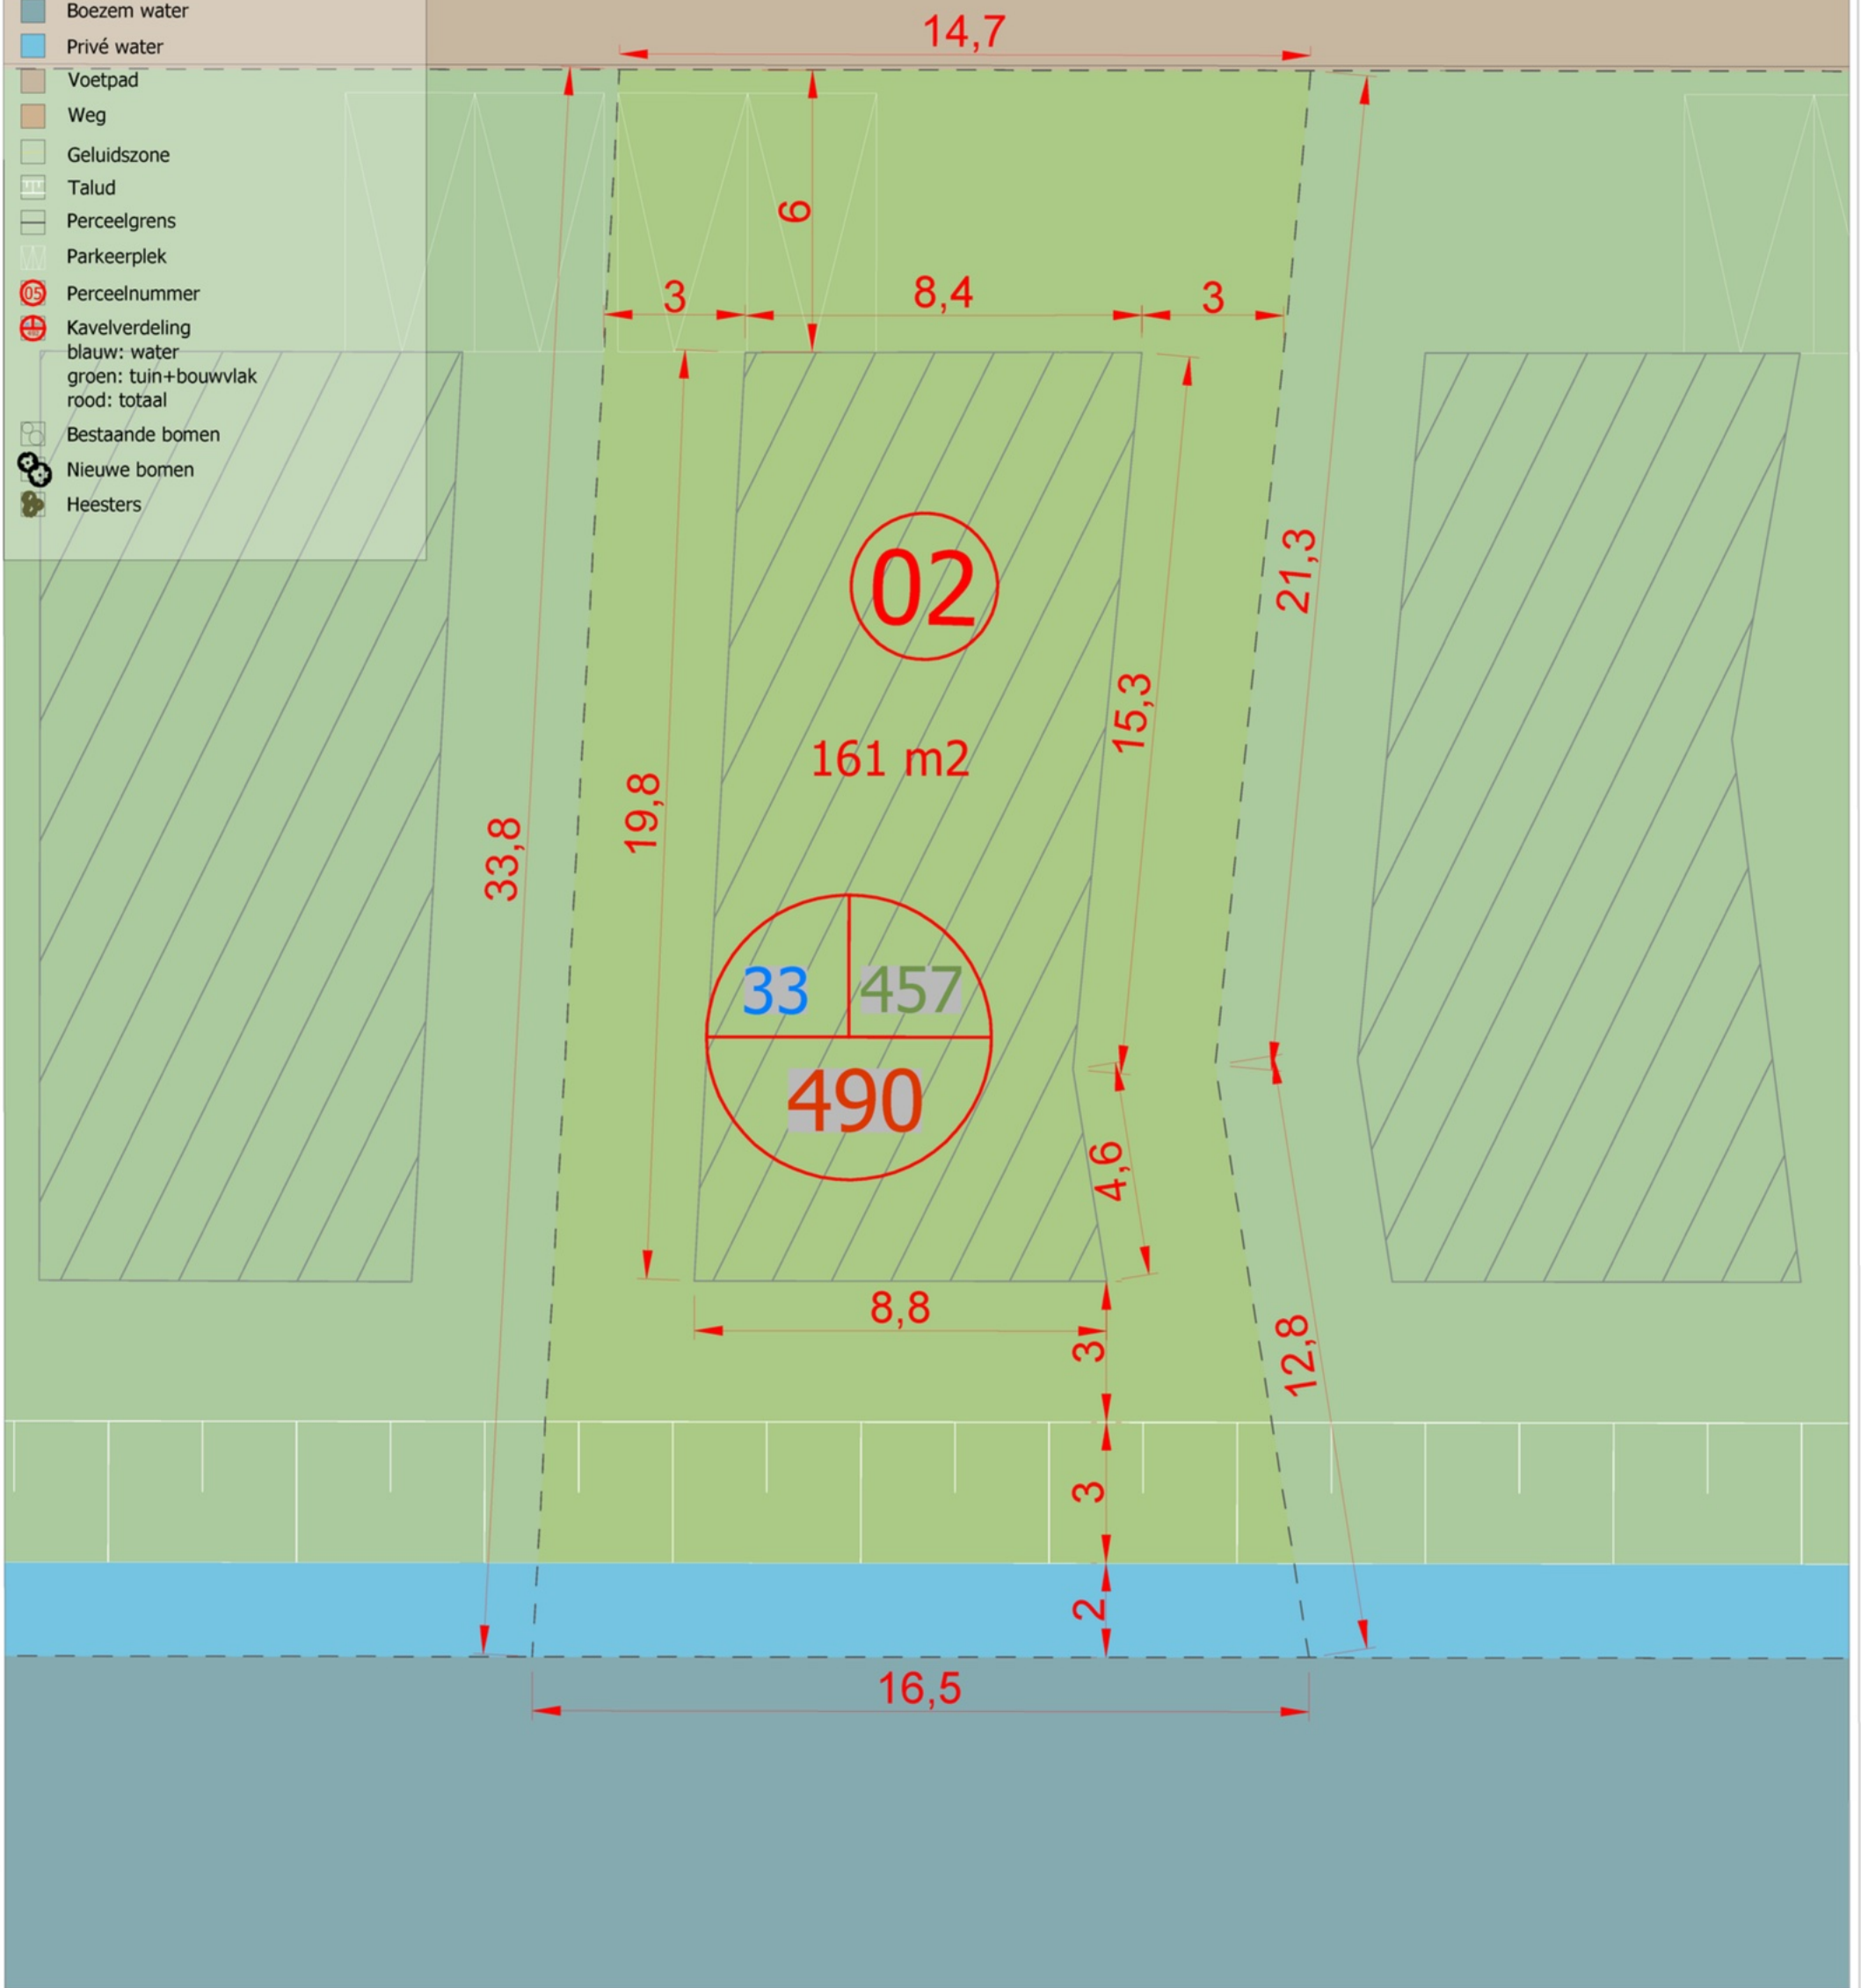 Boezem water
Privé water
Voetpad
Weg
Geluidszone
Talud
Perceelgrens
Parkeerplek
05 Perceelnummer
Kavelverdeling
blauw: water
groen: tuin+bouwvlak
rood: totaal
Bestaande bomen
Nieuwe bomen
Heesters
14,7
6
3
8,4
3
02
21,3
15,3
161 m2
19,8
33,8
33
457
490
4,6
8,8
3
12,8
3
2
16,5